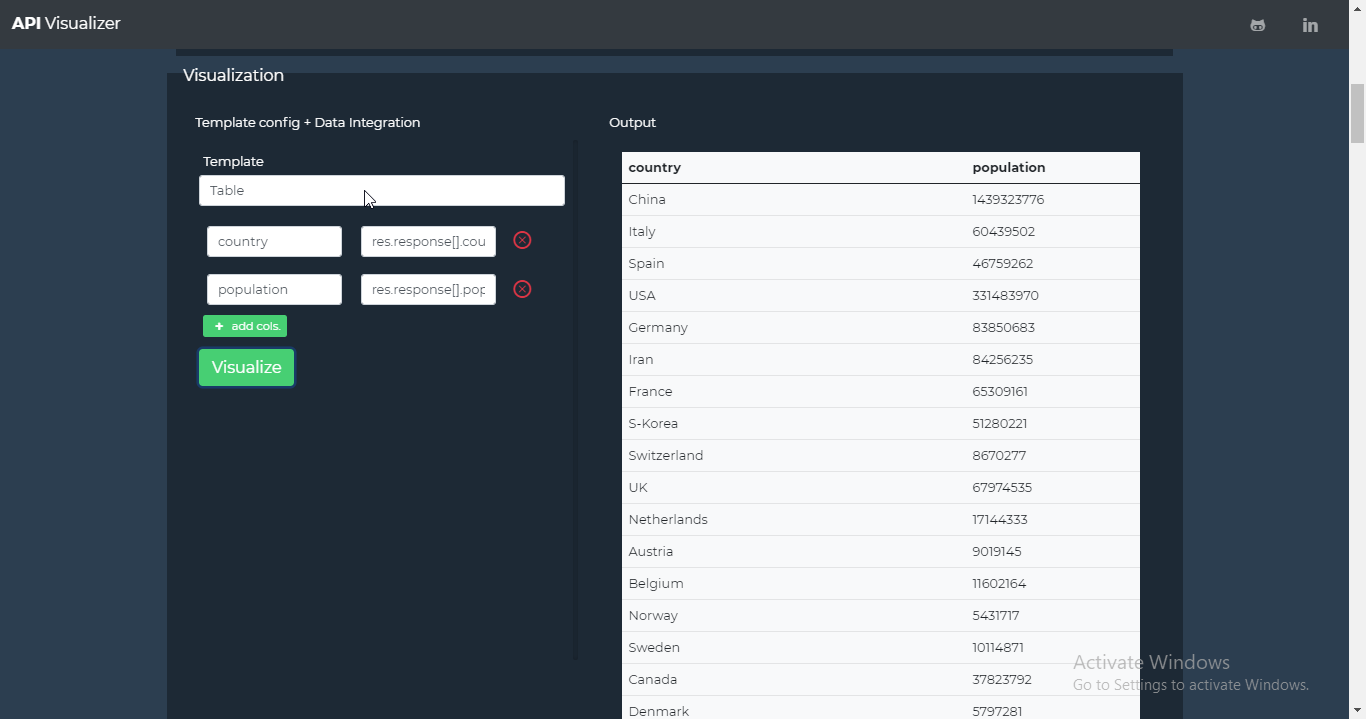 API Visualizer
Visualization
Template config + Data Integration
Output
Template
Table
country
res.response[].cou
population
res.response[].pop
+ add cols.
Visualize
country population
China 1439323776
Italy 60439502
Spain 46759262
USA 331483970
Germany 83850683
Iran 84256235
France 65309161
S-Korea 51280221
Switzerland 8670277
UK 67974535
Netherlands 17144333
Austria 9019145
Belgium 11602164
Norway 5431717
Sweden 10114871
Canada 37823792
Denmark 5797281
Activate Windows
Go to Settings to activate Windows.